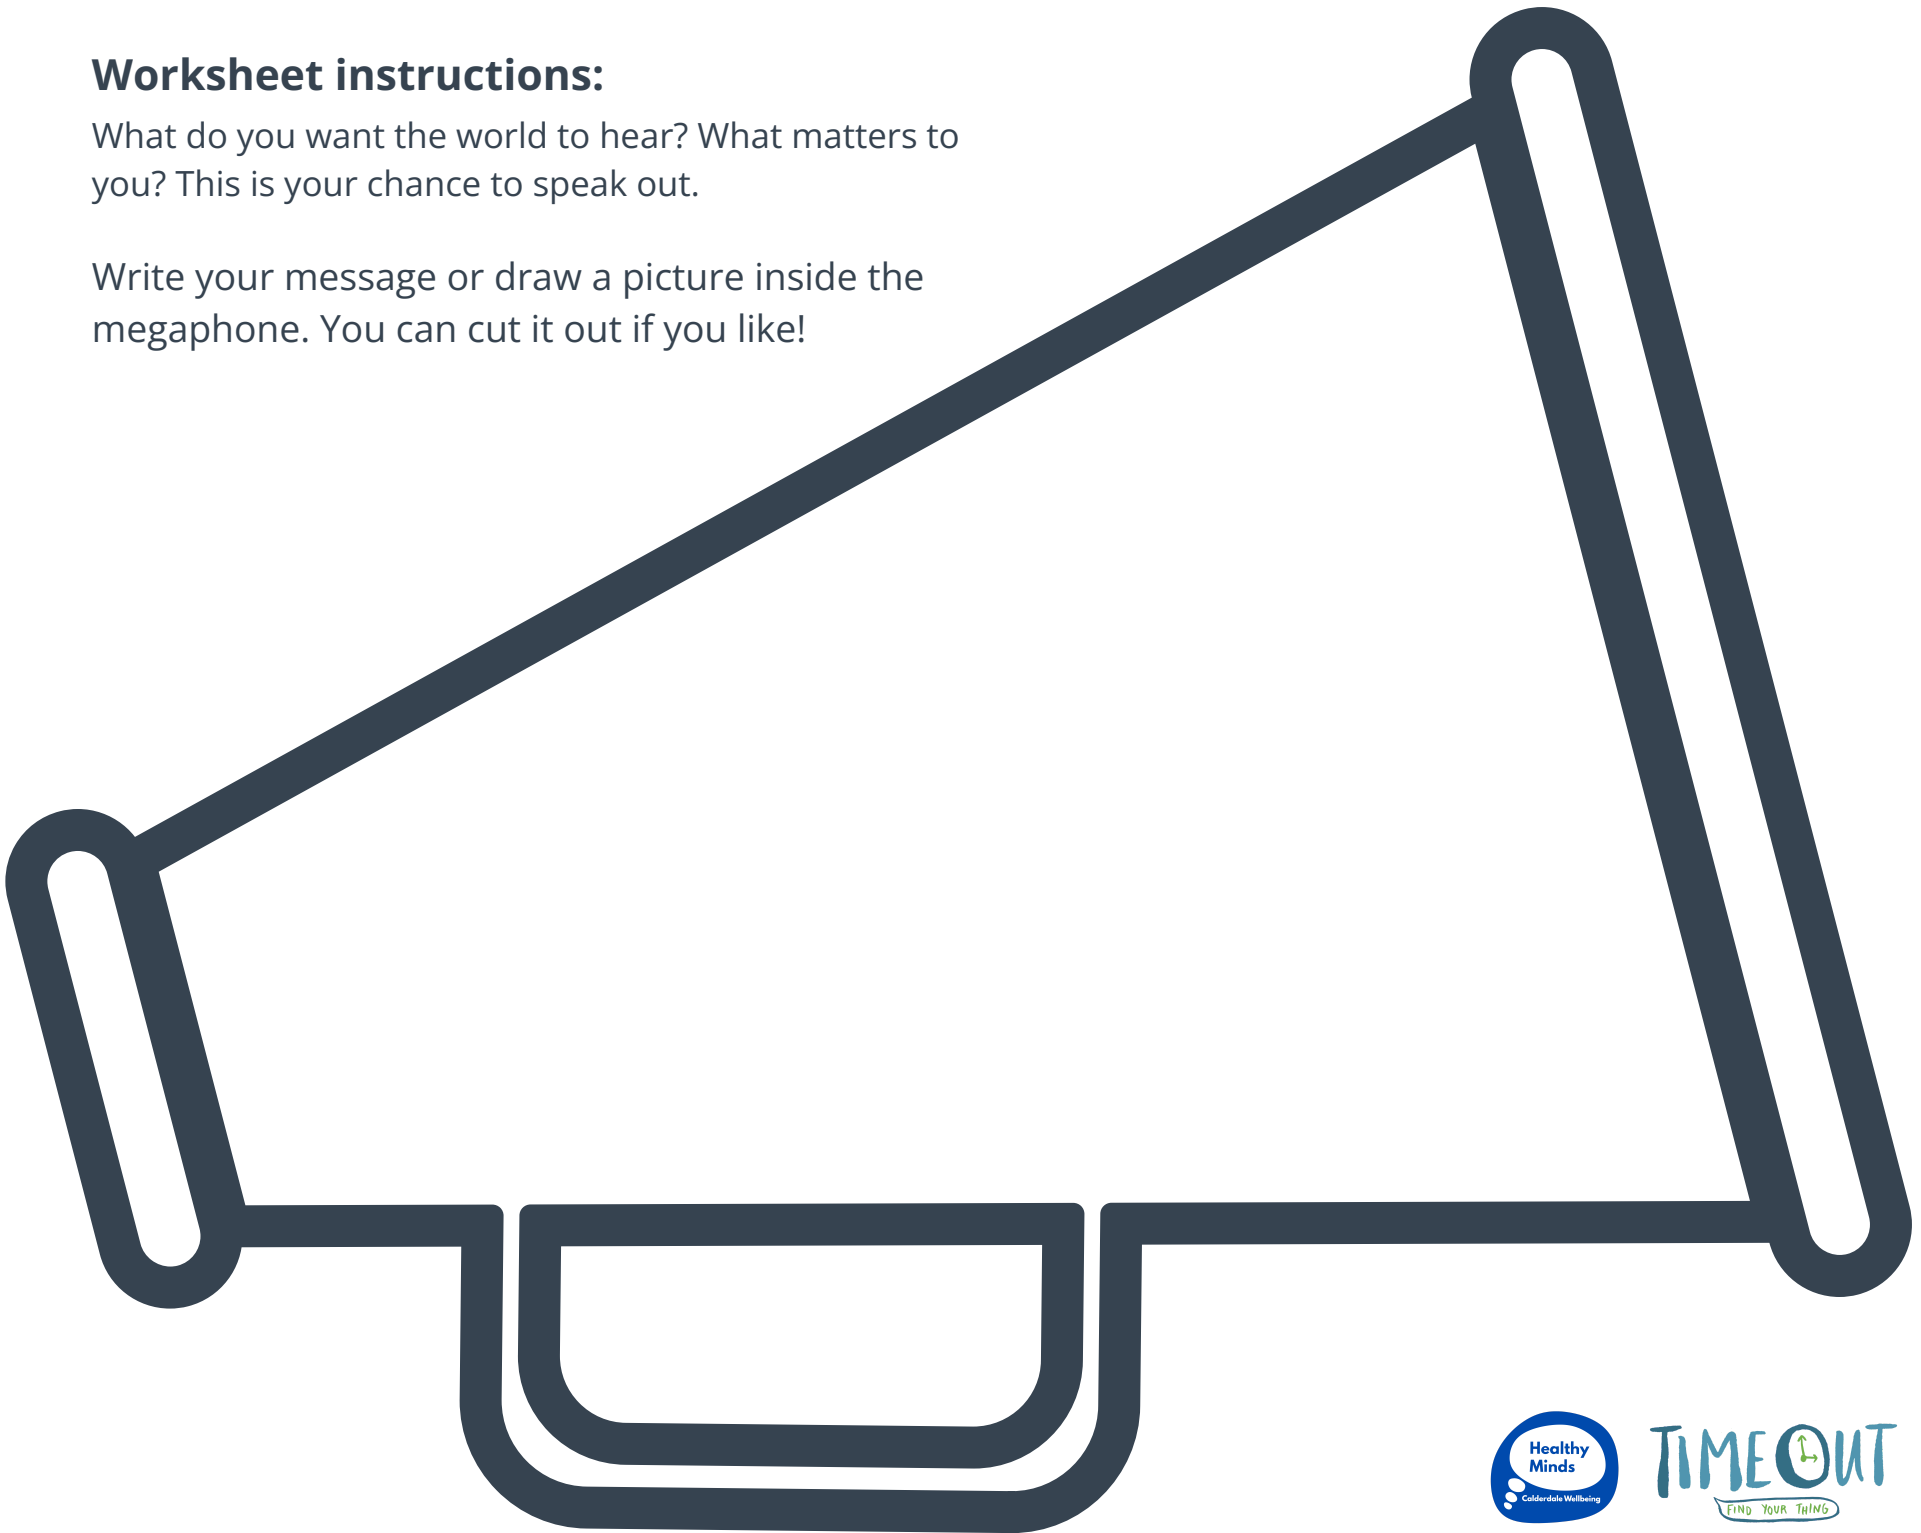 Worksheet instructions:
What do you want the world to hear? What matters to
you? This is your chance to speak out.
Write your message or draw a picture inside the
megaphone. You can cut it out if you like!
Healthy
Minds
Calderdale Wellbeing
TIMEOUT
FIND YOUR THING